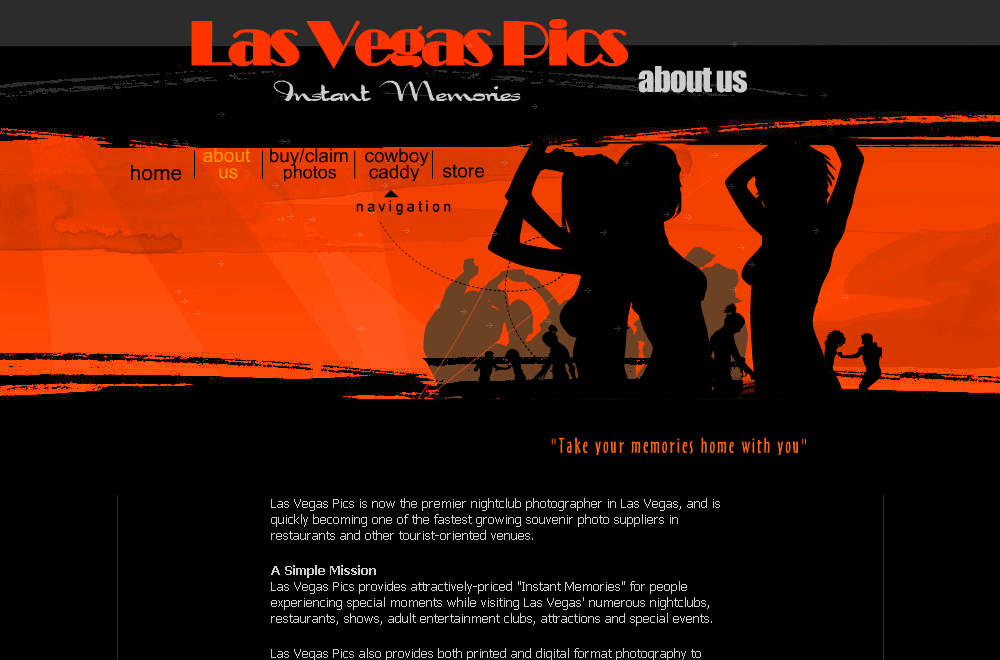 Las Vegas Pics
Instant Memories
about us
home
about
us
buy/claim
photos
cowboy
caddy
store
navigation
"Take your memories home with you"
Las Vegas Pics is now the premier nightclub photographer in Las Vegas, and is
quickly becoming one of the fastest growing souvenir photo suppliers in
restaurants and other tourist-oriented venues.
A Simple Mission
Las Vegas Pics provides attractively-priced "Instant Memories" for people
experiencing special moments while visiting Las Vegas' numerous nightclubs,
restaurants, shows, adult entertainment clubs, attractions and special events.
Las Vegas Pics also provides both printed and digital format photography to